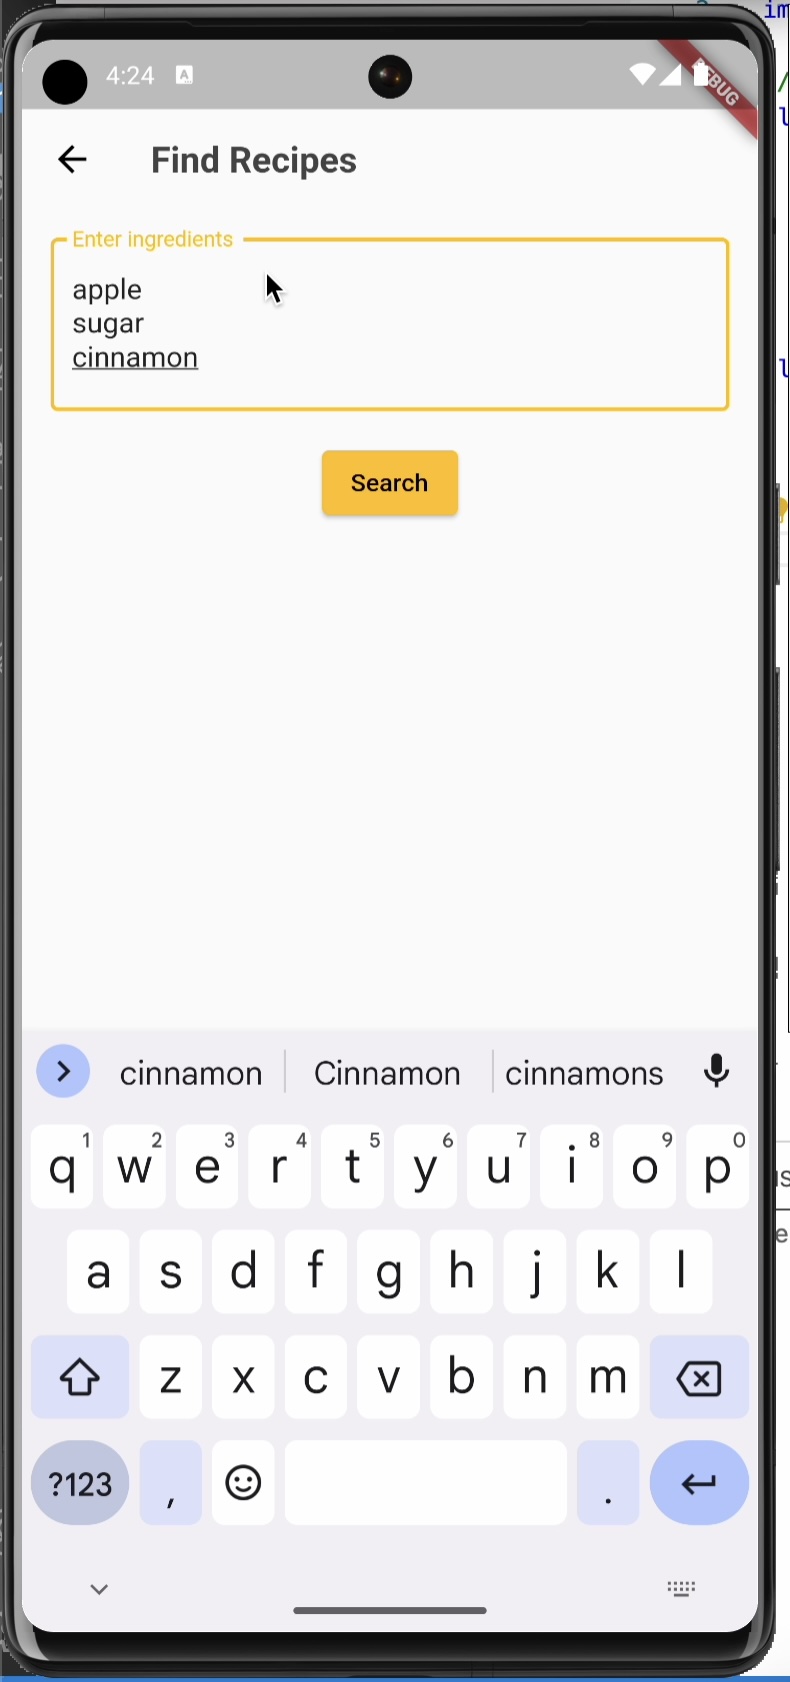 4:24
A
DEBUG
Find Recipes
Enter ingredients
apple
sugar
cinnamon
Search
cinnamon Cinnamon cinnamons
q 1 w 2 e 3 r 4 t 5 y 6 u 7 i 8 o 9 p 0
a s d f g h j k l
z x c v b n m
?123 , .